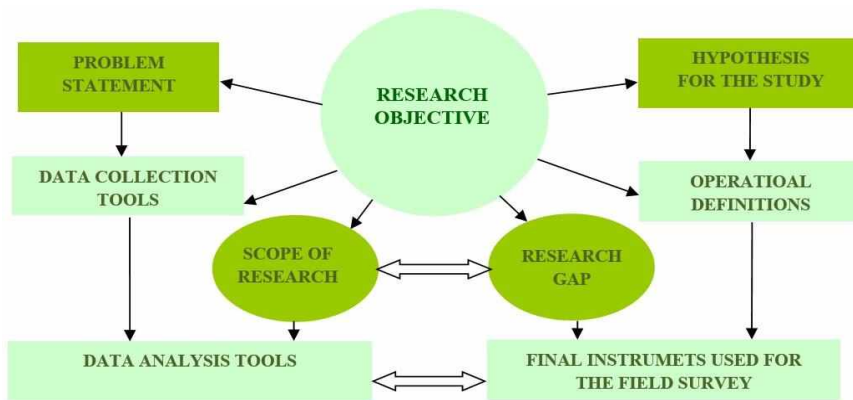 PROBLEM
STATEMENT
RESEARCH
OBJECTIVE
HYPOTHESIS
FOR THE STUDY
DATA COLLECTION
TOOLS
OPERATIOAL
DEFINITIONS
SCOPE OF
RESEARCH
RESEARCH
GAP
DATA ANALYSIS TOOLS
FINAL INSTRUMETS USED FOR
THE FIELD SURVEY